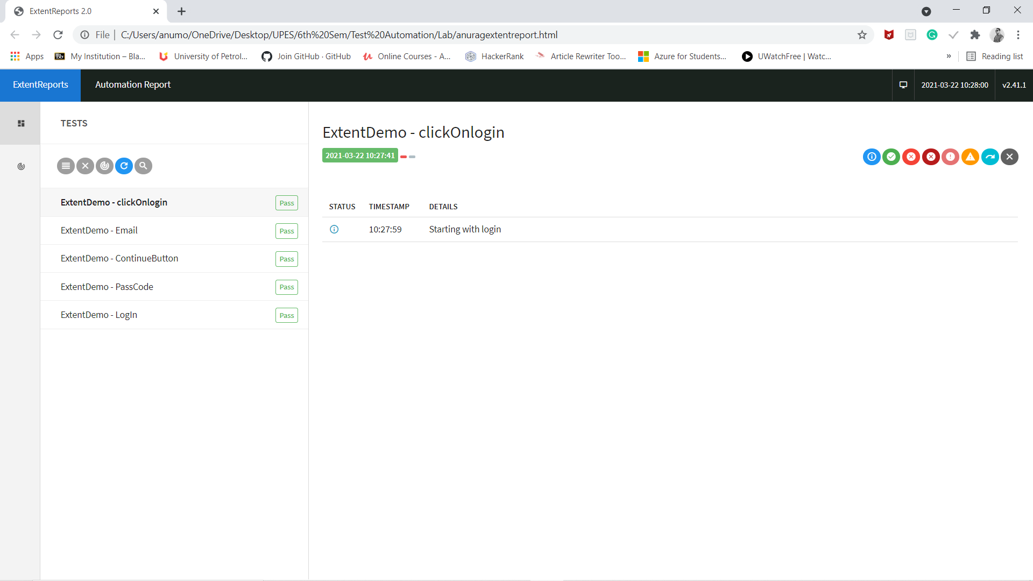 ExtentReports 2.0
File | C:/Users/anumo/OneDrive/Desktop/UPES/6th%20Sem/Test%20Automation/Lab/anuragextentreport.html
Apps My Institution – Bla... University of Petrol... Join GitHub · GitHub Online Courses - A... HackerRank Article Rewriter Too... Azure for Students... UWatchFree | Watc... » Reading list
ExtentReports Automation Report 2021-03-22 10:28:00 v2.41.1
TESTS
ExtentDemo - clickOnlogin Pass
ExtentDemo - Email Pass
ExtentDemo - ContinueButton Pass
ExtentDemo - PassCode Pass
ExtentDemo - LogIn Pass
ExtentDemo - clickOnlogin
2021-03-22 10:27:41
STATUS TIMESTAMP DETAILS
10:27:59 Starting with login